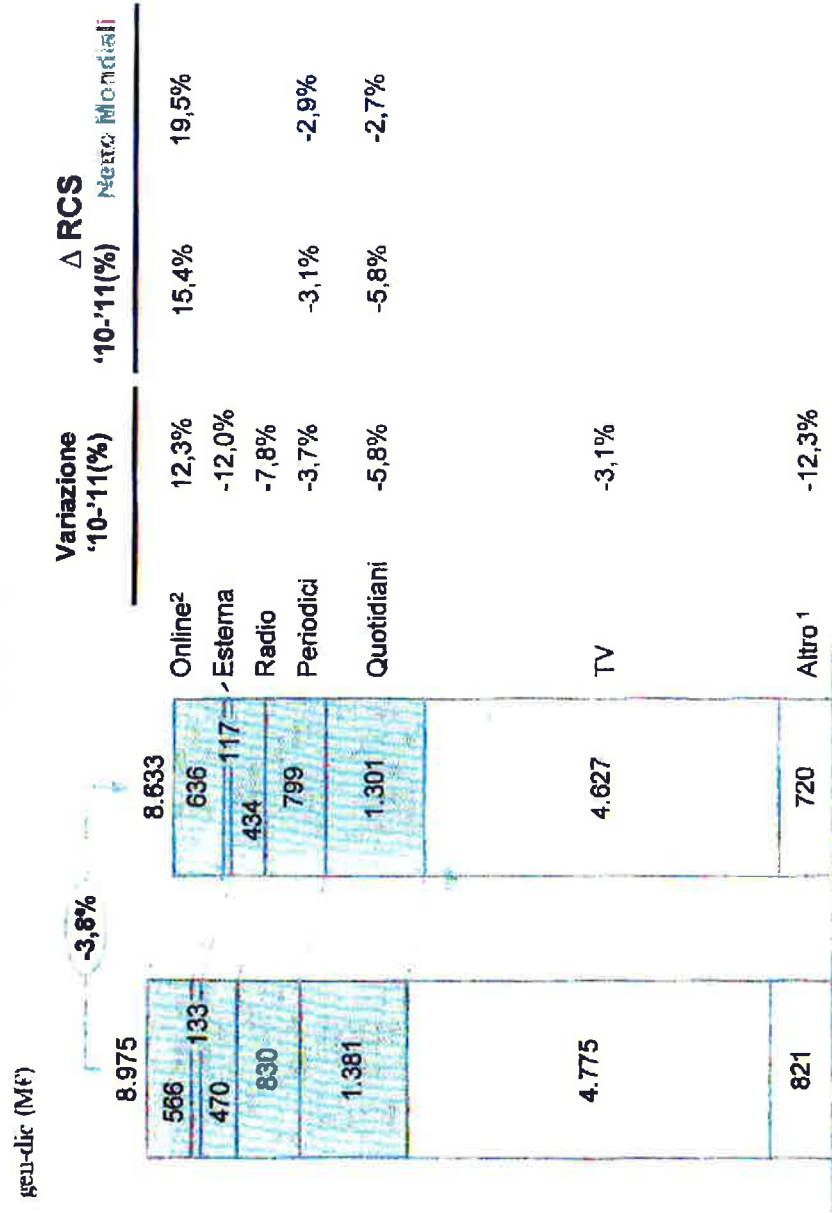 gen-dic (M€)
-3,8%
8.975
566
133
470
830
1.381
4.775
821
8.633
636
117
434
799
1.301
4.627
720
Variazione
‘10-’11(%)
Δ RCS
‘10-’11(%)
Netto Mondiali
Online² 12,3% 15,4% 19,5%
Esterna -12,0%
Radio -7,8%
Periodici -3,7% -3,1% -2,9%
Quotidiani -5,8% -5,8% -2,7%
TV -3,1%
Altro ¹ -12,3%